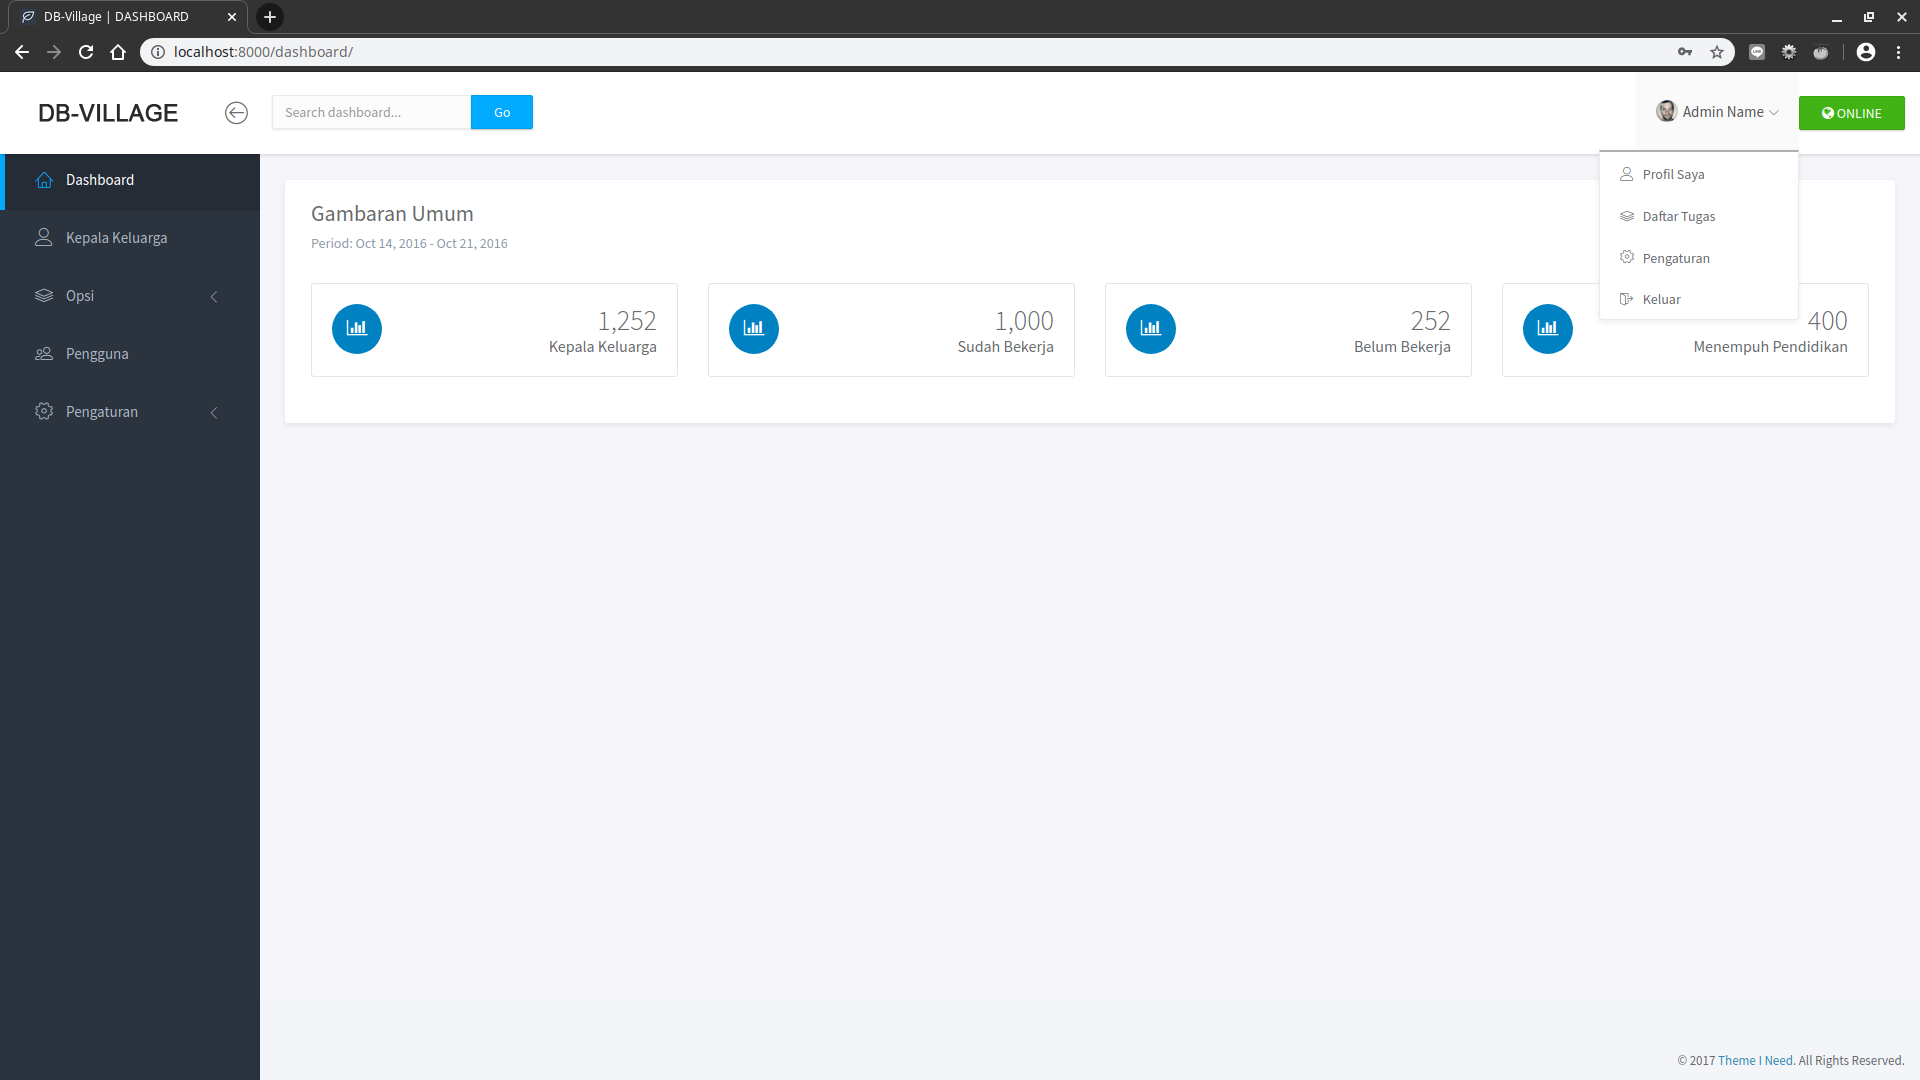 DB-Village | DASHBOARD
localhost:8000/dashboard/
DB-VILLAGE
Search dashboard...
Go
Admin Name
ONLINE
Profil Saya
Daftar Tugas
Pengaturan
Keluar
Dashboard
Kepala Keluarga
Opsi
Pengguna
Pengaturan
Gambaran Umum
Period: Oct 14, 2016 - Oct 21, 2016
1,252
Kepala Keluarga
1,000
Sudah Bekerja
252
Belum Bekerja
400
Menempuh Pendidikan
© 2017 Theme I Need. All Rights Reserved.